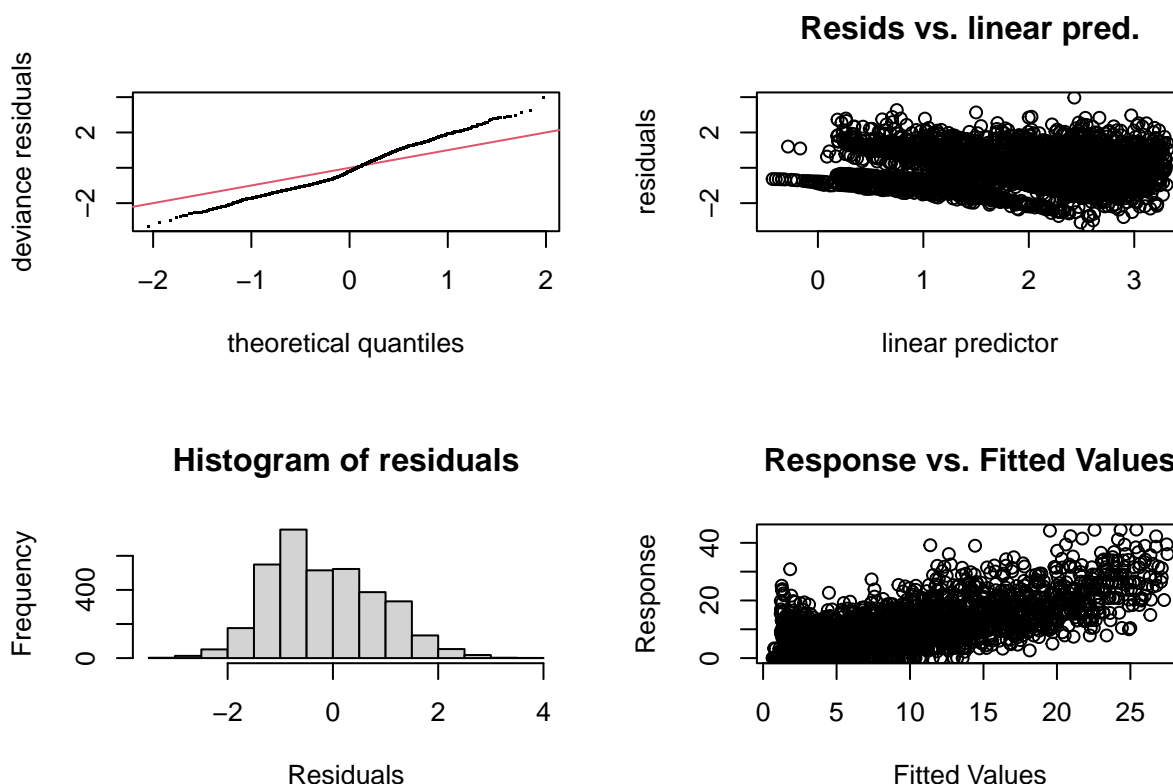 deviance residuals
2
−2
−2
−1
0
1
2
theoretical quantiles
Resids vs. linear pred.
residuals
2
−2
0
1
2
3
linear predictor
Histogram of residuals
Frequency
400
0
−2
0
2
4
Residuals
Response vs. Fitted Values
Response
40
20
0
0
5
10
15
20
25
Fitted Values